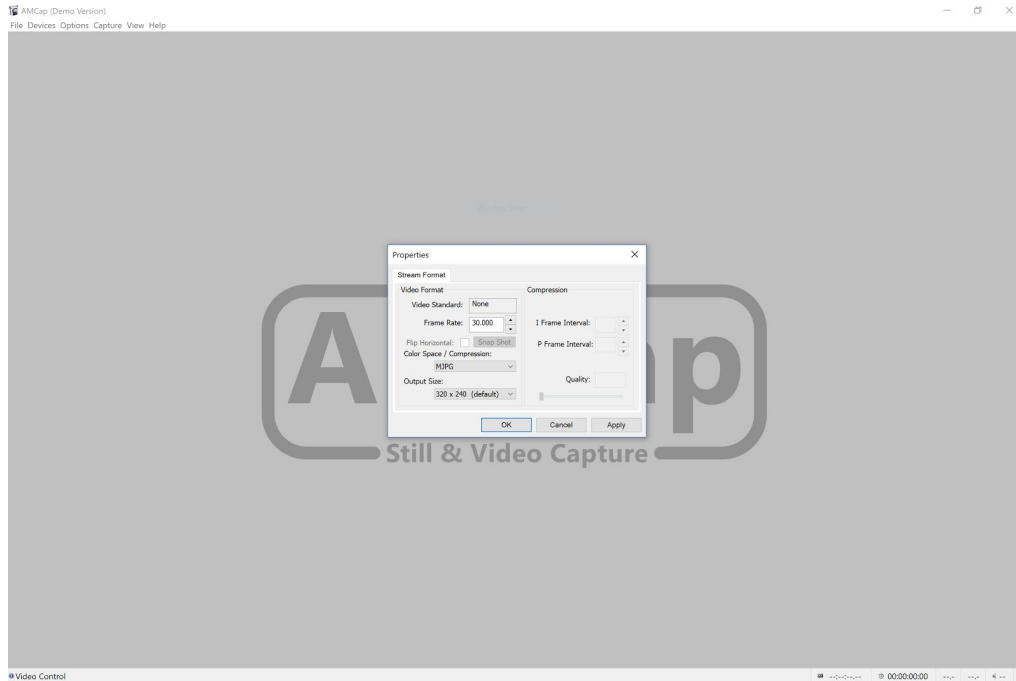 AMCap (Demo Version)
File Devices Options Capture View Help
Properties
Stream Format
Video Format
Compression
Video Standard: None
Frame Rate: 30.000
I Frame Interval:
Flip Horizontal: Snap Shot
P Frame Interval:
Color Space / Compression:
MJPG
Output Size:
Quality:
320 x 240 (default)
OK Cancel Apply
A p
Still & Video Capture
Video Control
--:--:--.-- 00:00:00:00 --.- --.- --